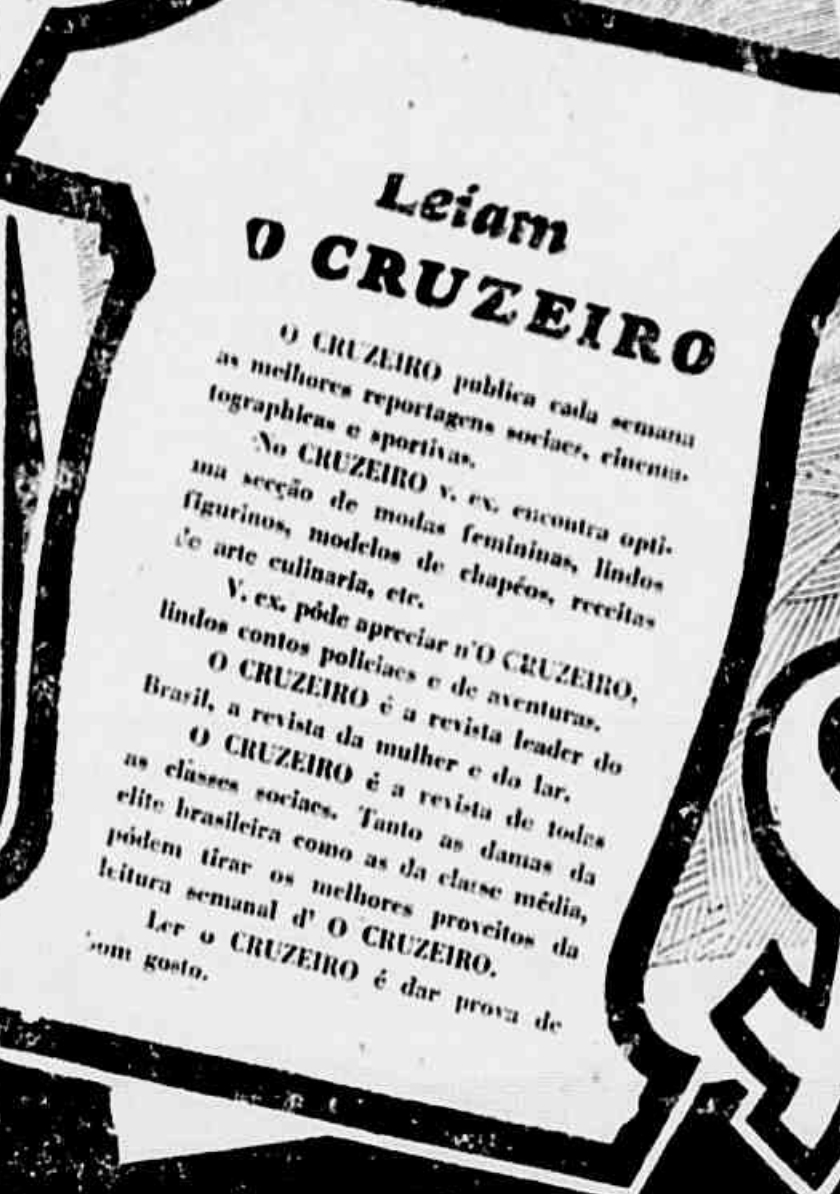 Leiam
O CRUZEIRO
O CRUZEIRO publica cada semana
as melhores reportagens sociaes, cinema-
tographicas e sportivas.
No CRUZEIRO v. ex. encontra opti-
ma secção de modas femininas, lindos
figurinos, modelos de chapéos, receitas
de arte culinaria, etc.
V. ex. póde apreciar n'O CRUZEIRO,
lindos contos policiaes e de aventuras.
O CRUZEIRO é a revista leader do
Brasil, a revista da mulher e do lar.
O CRUZEIRO é a revista de todas
as classes sociaes. Tanto as damas da
elite brasileira como as da classe média,
pódem tirar os melhores proveitos da
leitura semanal d' O CRUZEIRO.
Ler o CRUZEIRO é dar prova de
bom gosto.